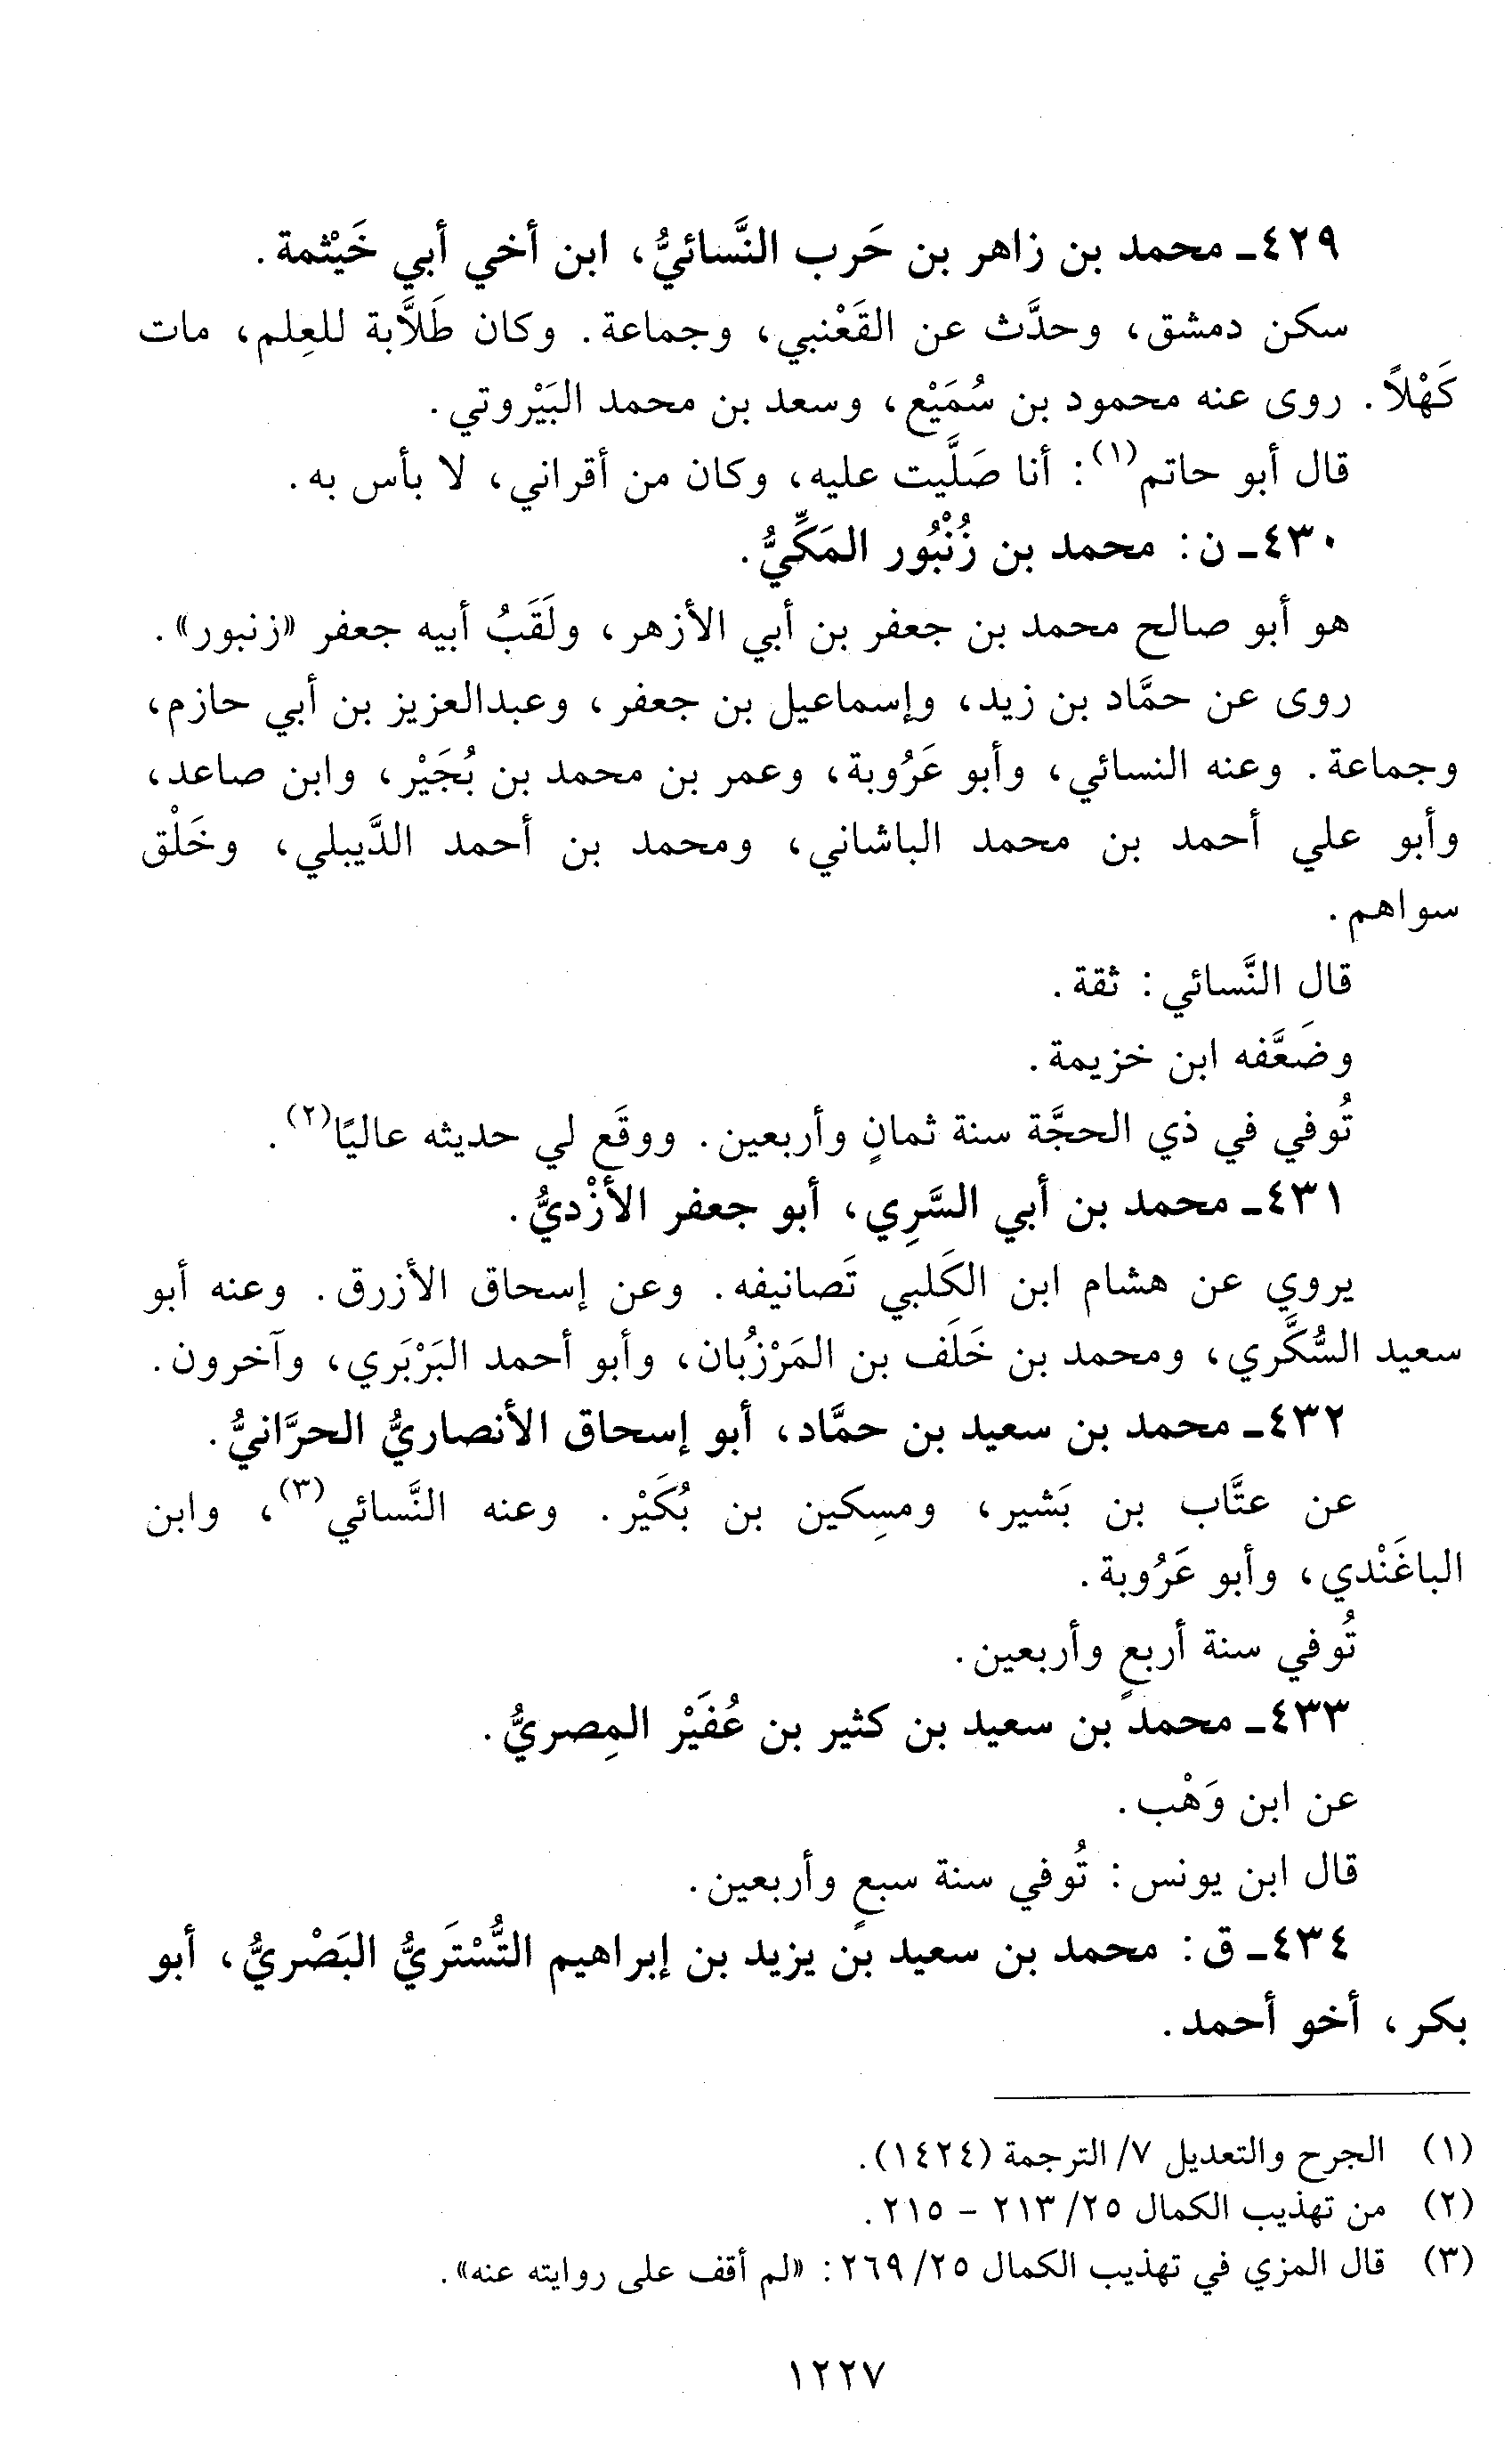 ٤٢٩ـ محمد بن زاهر بن حَرب النَّسائيُّ، ابن أخي أبي خَيْثمة.
سكن دمشق، وحدَّث عن القَعْنبي، وجماعة. وكان طَلاَّبة للعِلم، مات
كَهْلاً. روى عنه محمود بن سُمَيْع، وسعد بن محمد البَيْروتي.
قال أبو حاتم(١): أنا صَلَّيت عليه، وكان من أقراني، لا بأس به.
٤٣٠ـ ن: محمد بن زُنْبُور المَكِّيُّ.
هو أبو صالح محمد بن جعفر بن أبي الأزهر، ولَقَبُ أبيه جعفر «زنبور».
روى عن حمَّاد بن زيد، وإسماعيل بن جعفر، وعبدالعزيز بن أبي حازم،
وجماعة. وعنه النسائي، وأبو عَرُوبة، وعمر بن محمد بن بُجَيْر، وابن صاعد،
وأبو علي أحمد بن محمد الباشاني، ومحمد بن أحمد الدَّيبلي، وخَلْق
سواهم.
قال النَّسائي: ثقة.
وضَعَّفه ابن خزيمة.
تُوفي في ذي الحجَّة سنة ثمانٍ وأربعين. ووقَع لي حديثه عاليًا(٢).
٤٣١ـ محمد بن أبي السَّرِي، أبو جعفر الأزْديُّ.
يروي عن هشام ابن الكَلبي تَصانيفه. وعن إسحاق الأزرق. وعنه أبو
سعيد السُّكَّري، ومحمد بن خَلَف بن المَرْزُبان، وأبو أحمد البَرْبَري، وآخرون.
٤٣٢ـ محمد بن سعيد بن حمَّاد، أبو إسحاق الأنصاريُّ الحرَّانيُّ.
عن عتَّاب بن بَشير، ومسِكين بن بُكَيْر. وعنه النَّسائي(٣)، وابن
الباغَنْدي، وأبو عَرُوبة.
تُوفي سنة أربعٍ وأربعين.
٤٣٣ـ محمد بن سعيد بن كثير بن عُفَيْر المِصريُّ.
عن ابن وَهْب.
قال ابن يونس: تُوفي سنة سبعٍ وأربعين.
٤٣٤ـ ق: محمد بن سعيد بن يزيد بن إبراهيم التُّسْتَريُّ البَصْريُّ، أبو
بكر، أخو أحمد.
(١) الجرح والتعديل ٧/ الترجمة (١٤٢٤).
(٢) من تهذيب الكمال ٢٥/ ٢١٣ - ٢١٥.
(٣) قال المزي في تهذيب الكمال ٢٥/ ٢٦٩: «لم أقف على روايته عنه».
١٢٢٧